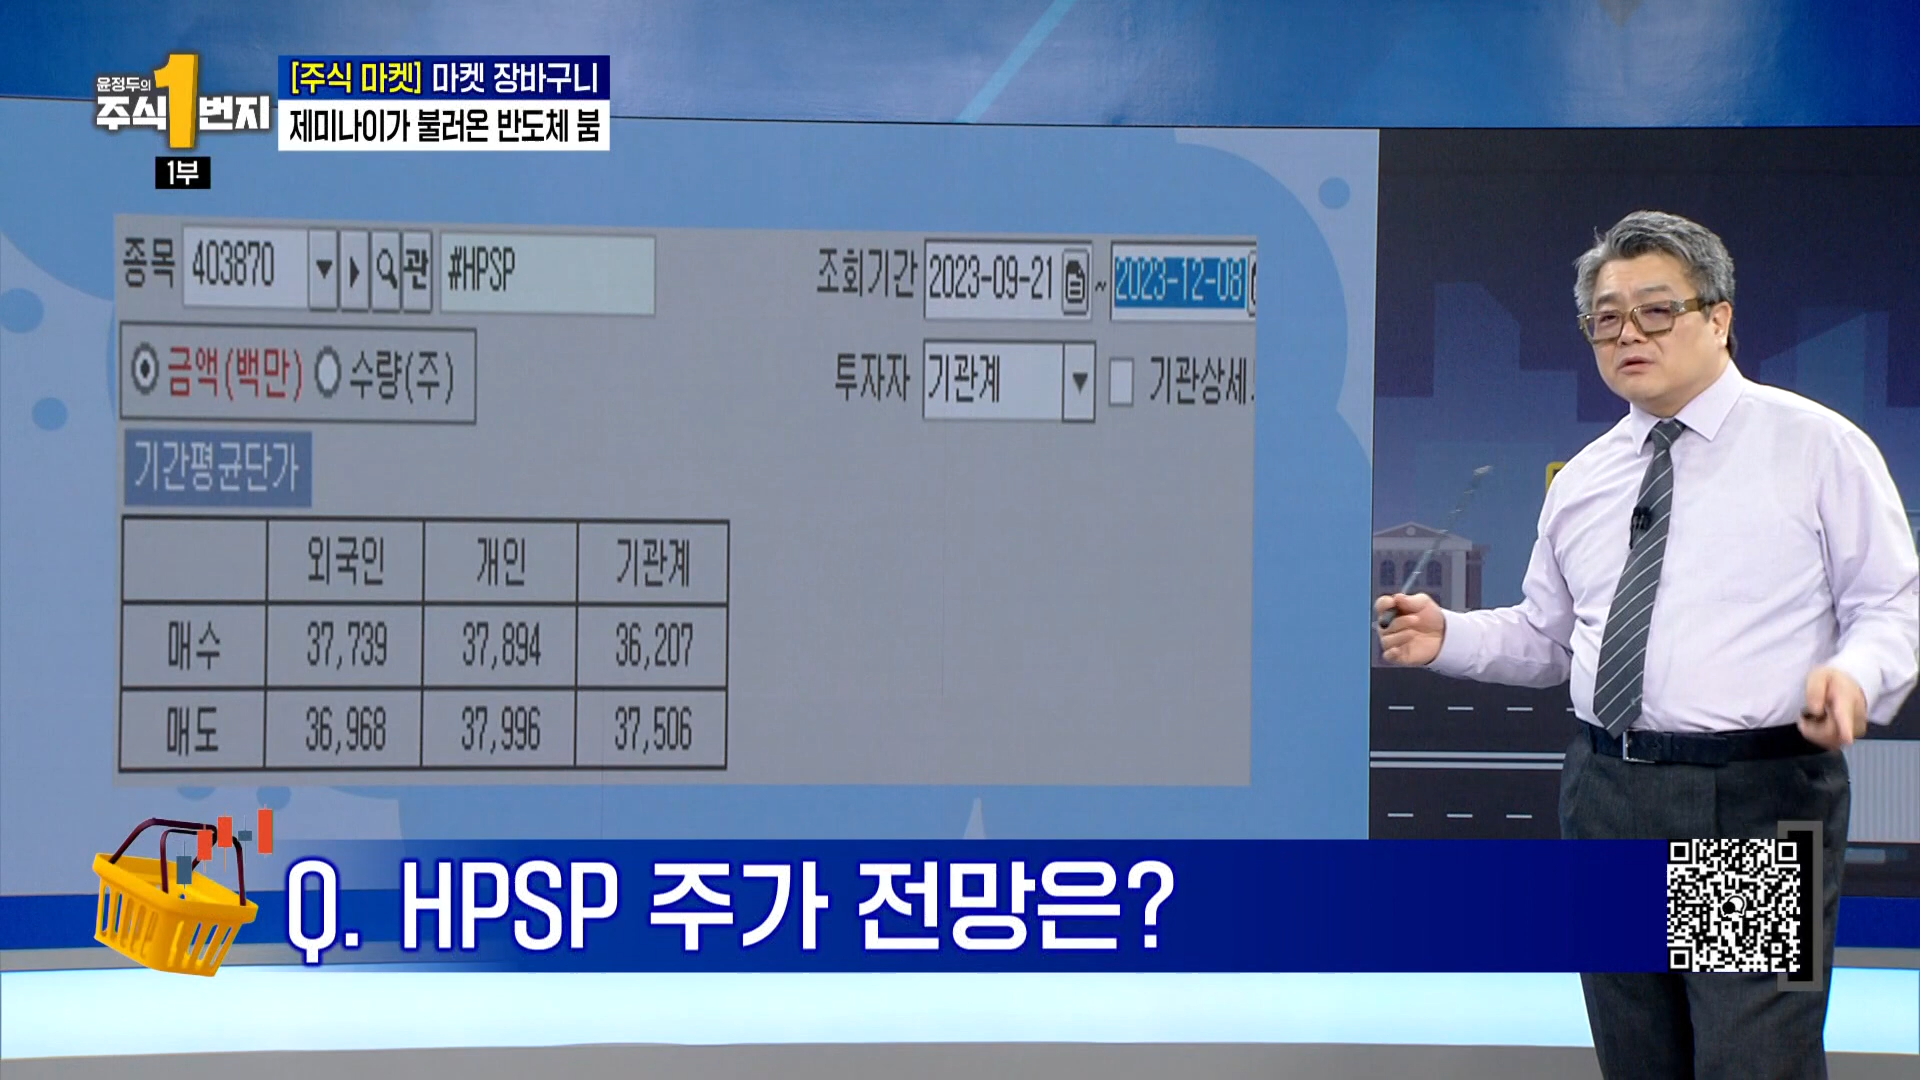 윤정두의
주식1번지
1부
[주식 마켓] 마켓 장바구니
제미나이가 불러온 반도체 붐
종목 403870 관 #HPSP 조회기간 2023-09-21 ~ 2023-12-08
금액(백만) 수량(주) 투자자 기관계 기관상세
기간평균단가
외국인 개인 기관계
매수 37,739 37,894 36,207
매도 36,968 37,996 37,506
Q. HPSP 주가 전망은?